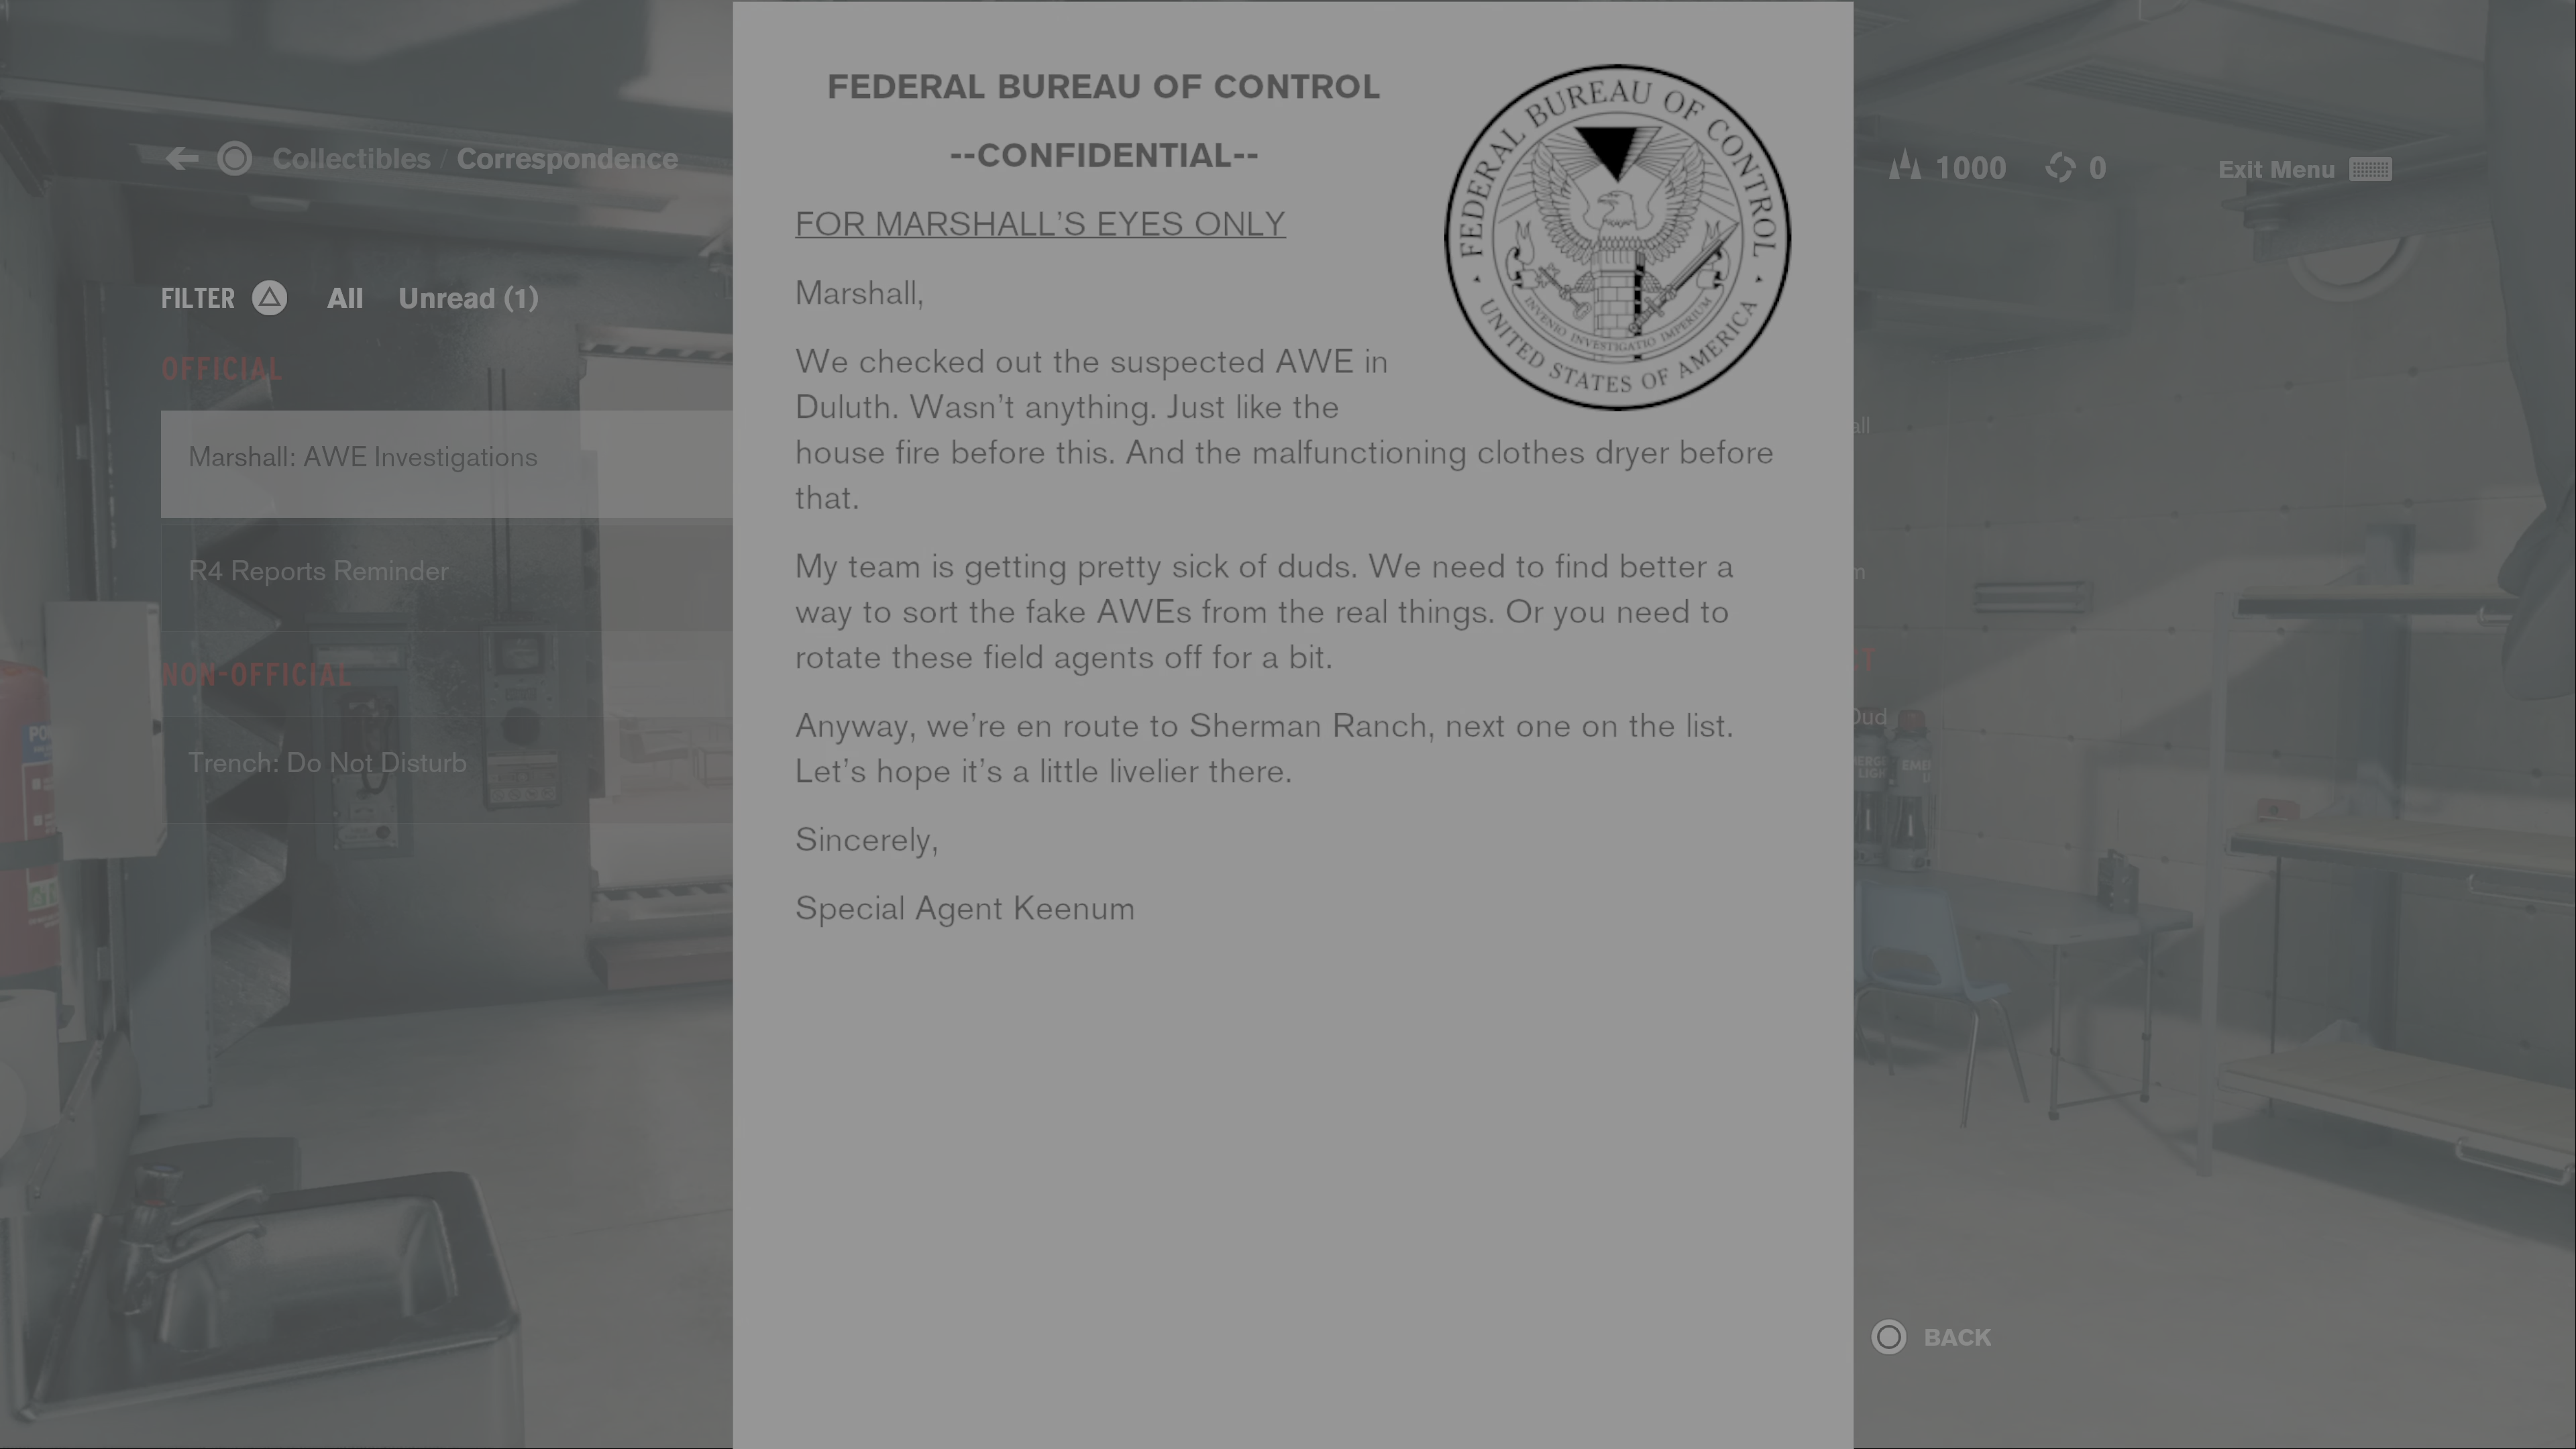 Collectibles / Correspondence
1000
0
Exit Menu
FILTER
All
Unread (1)
OFFICIAL
Marshall: AWE Investigations
R4 Reports Reminder
NON-OFFICIAL
Trench: Do Not Disturb
FEDERAL BUREAU OF CONTROL
--CONFIDENTIAL--
FOR MARSHALL'S EYES ONLY
Marshall,
We checked out the suspected AWE in
Duluth. Wasn't anything. Just like the
house fire before this. And the malfunctioning clothes dryer before
that.
My team is getting pretty sick of duds. We need to find better a
way to sort the fake AWEs from the real things. Or you need to
rotate these field agents off for a bit.
Anyway, we're en route to Sherman Ranch, next one on the list.
Let's hope it's a little livelier there.
Sincerely,
Special Agent Keenum
FEDERAL BUREAU OF CONTROL
UNITED STATES OF AMERICA
INVENIO INVESTIGATIO IMPERIUM
Dud
BACK